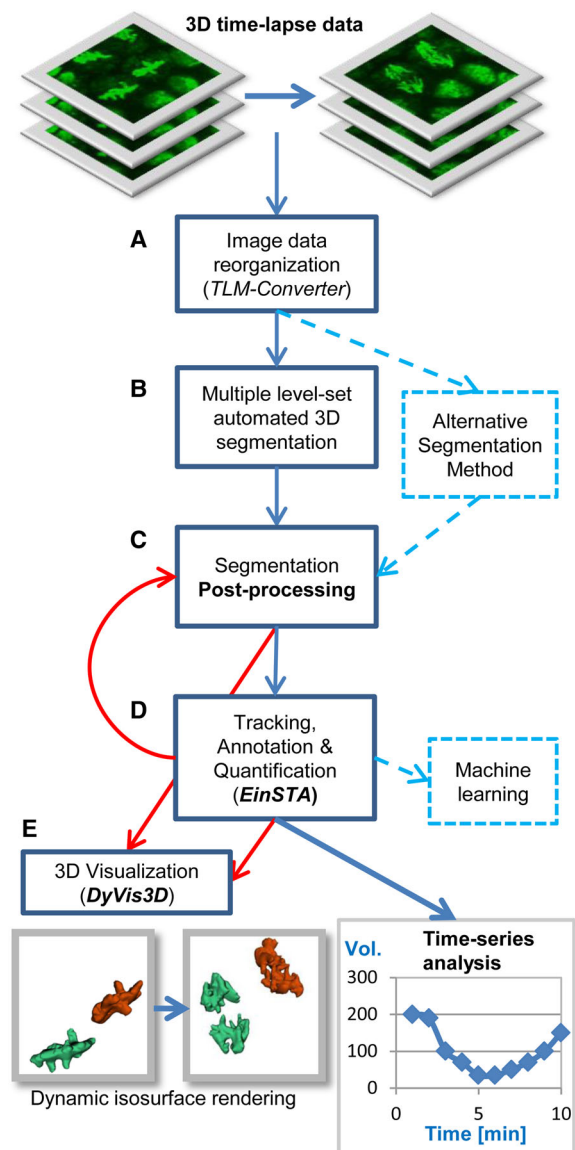 3D time-lapse data
A
Image data
reorganization
(TLM-Converter)
B
Multiple level-set
automated 3D
segmentation
Alternative
Segmentation
Method
C
Segmentation
Post-processing
D
Tracking,
Annotation &
Quantification
(EinSTA)
Machine
learning
E
3D Visualization
(DyVis3D)
Dynamic isosurface rendering
Vol.
Time-series
analysis
300
200
100
0
0
5
10
Time [min]